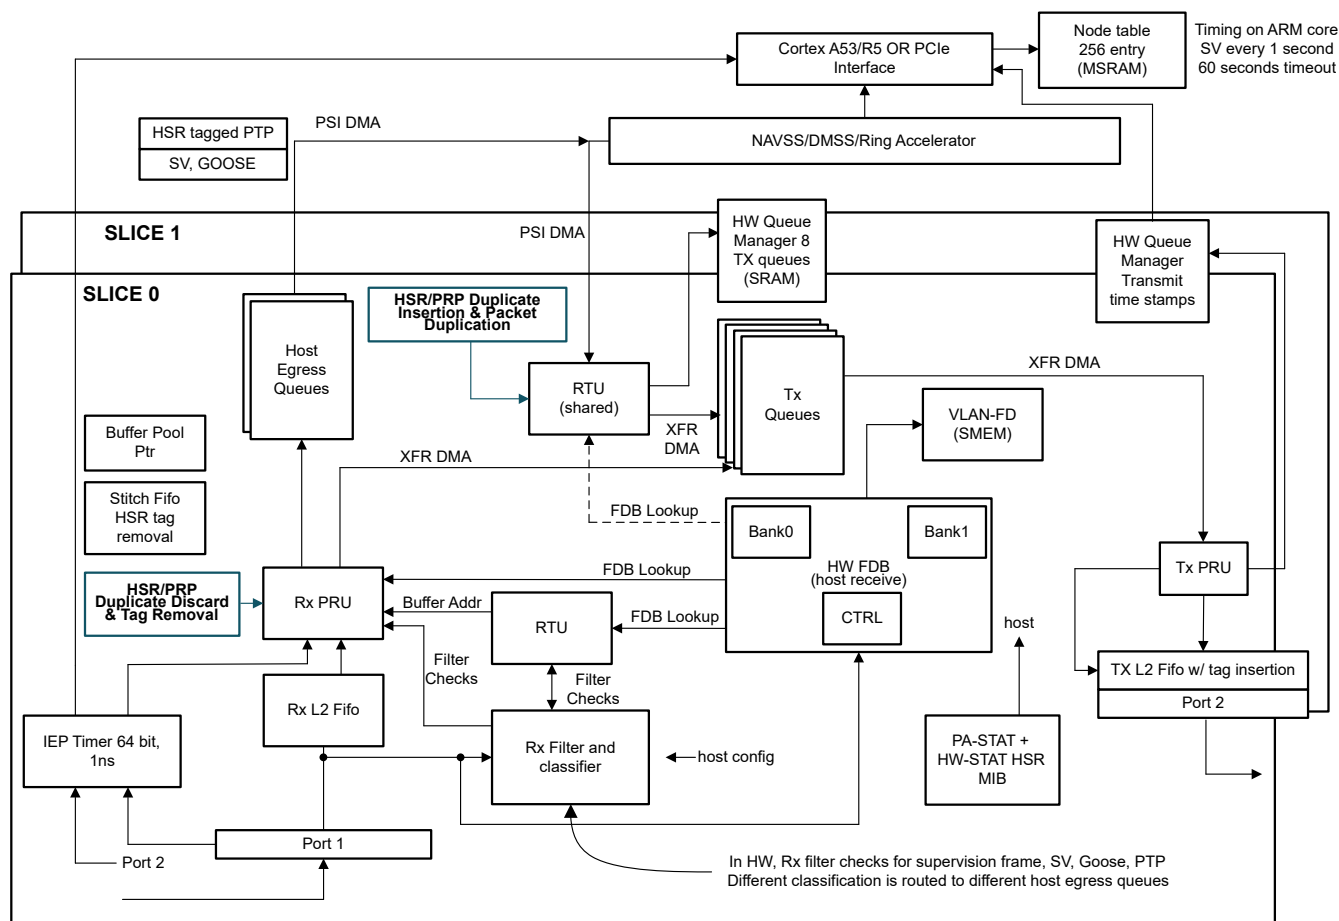 Cortex A53/R5 OR PCIe
Interface
Node table
256 entry
(MSRAM)
Timing on ARM core
SV every 1 second
60 seconds timeout
HSR tagged PTP
SV, GOOSE
PSI DMA
NAVSS/DMSS/Ring Accelerator
SLICE 1
PSI DMA
HW Queue
Manager 8
TX queues
(SRAM)
HW Queue
Manager
Transmit
time stamps
SLICE 0
HSR/PRP Duplicate
Insertion & Packet
Duplication
Host
Egress
Queues
RTU
(shared)
XFR
DMA
Tx
Queues
XFR DMA
VLAN-FD
(SMEM)
Buffer Pool
Ptr
XFR DMA
Stitch Fifo
HSR tag
removal
FDB Lookup
Bank0
Bank1
HW FDB
(host receive)
CTRL
HSR/PRP
Duplicate Discard
& Tag Removal
Rx PRU
FDB Lookup
Buffer Addr
RTU
FDB Lookup
Tx PRU
host
Filter
Checks
Filter
Checks
TX L2 Fifo w/ tag insertion
Port 2
Rx L2 Fifo
IEP Timer 64 bit,
1ns
Rx Filter and
classifier
host config
PA-STAT +
HW-STAT HSR
MIB
Port 1
Port 2
In HW, Rx filter checks for supervision frame, SV, Goose, PTP
Different classification is routed to different host egress queues